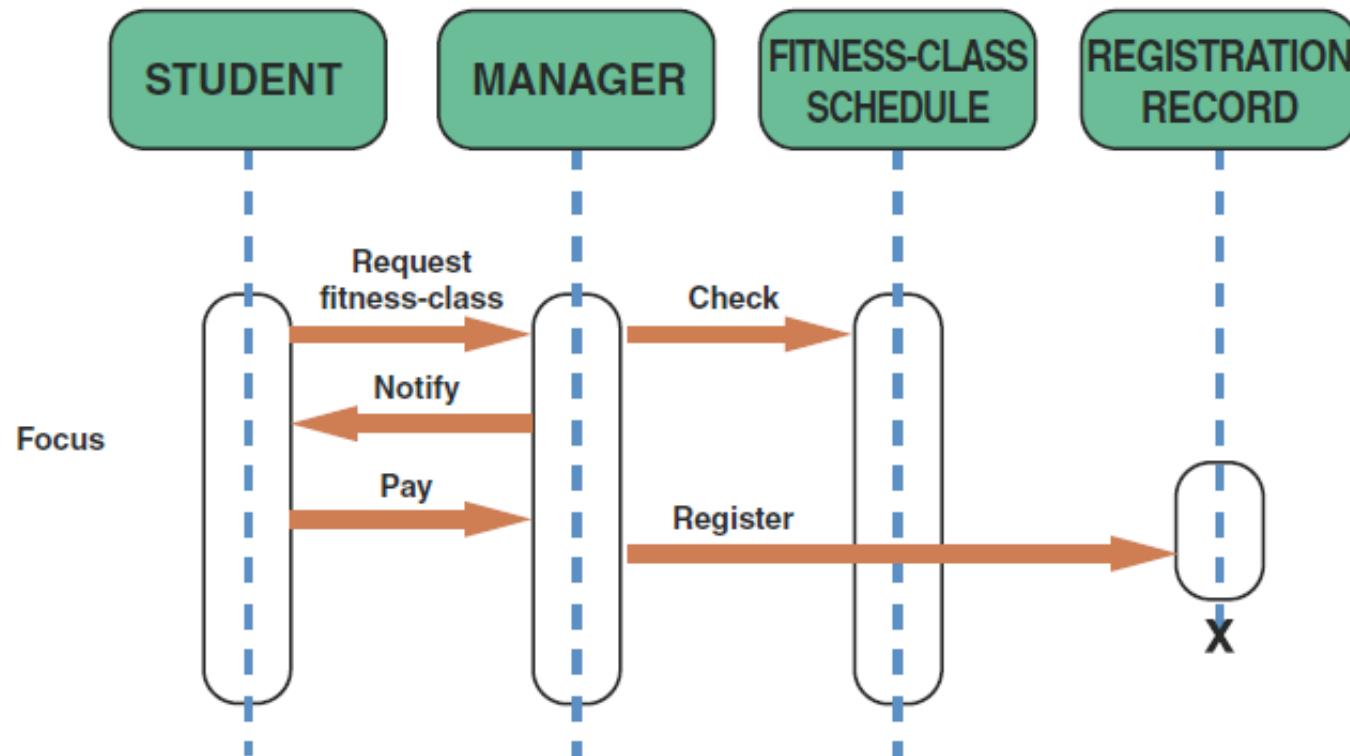 STUDENT
MANAGER
FITNESS-CLASS
SCHEDULE
REGISTRATION
RECORD
Request
fitness-class
Check
Notify
Focus
Pay
Register
X